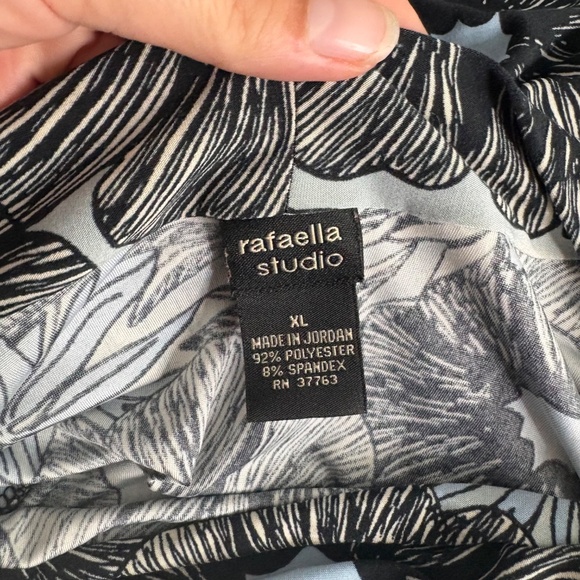 rafaella
studio
XL
MADE IN JORDAN
92% POLYESTER
8% SPANDEX
RN 37763